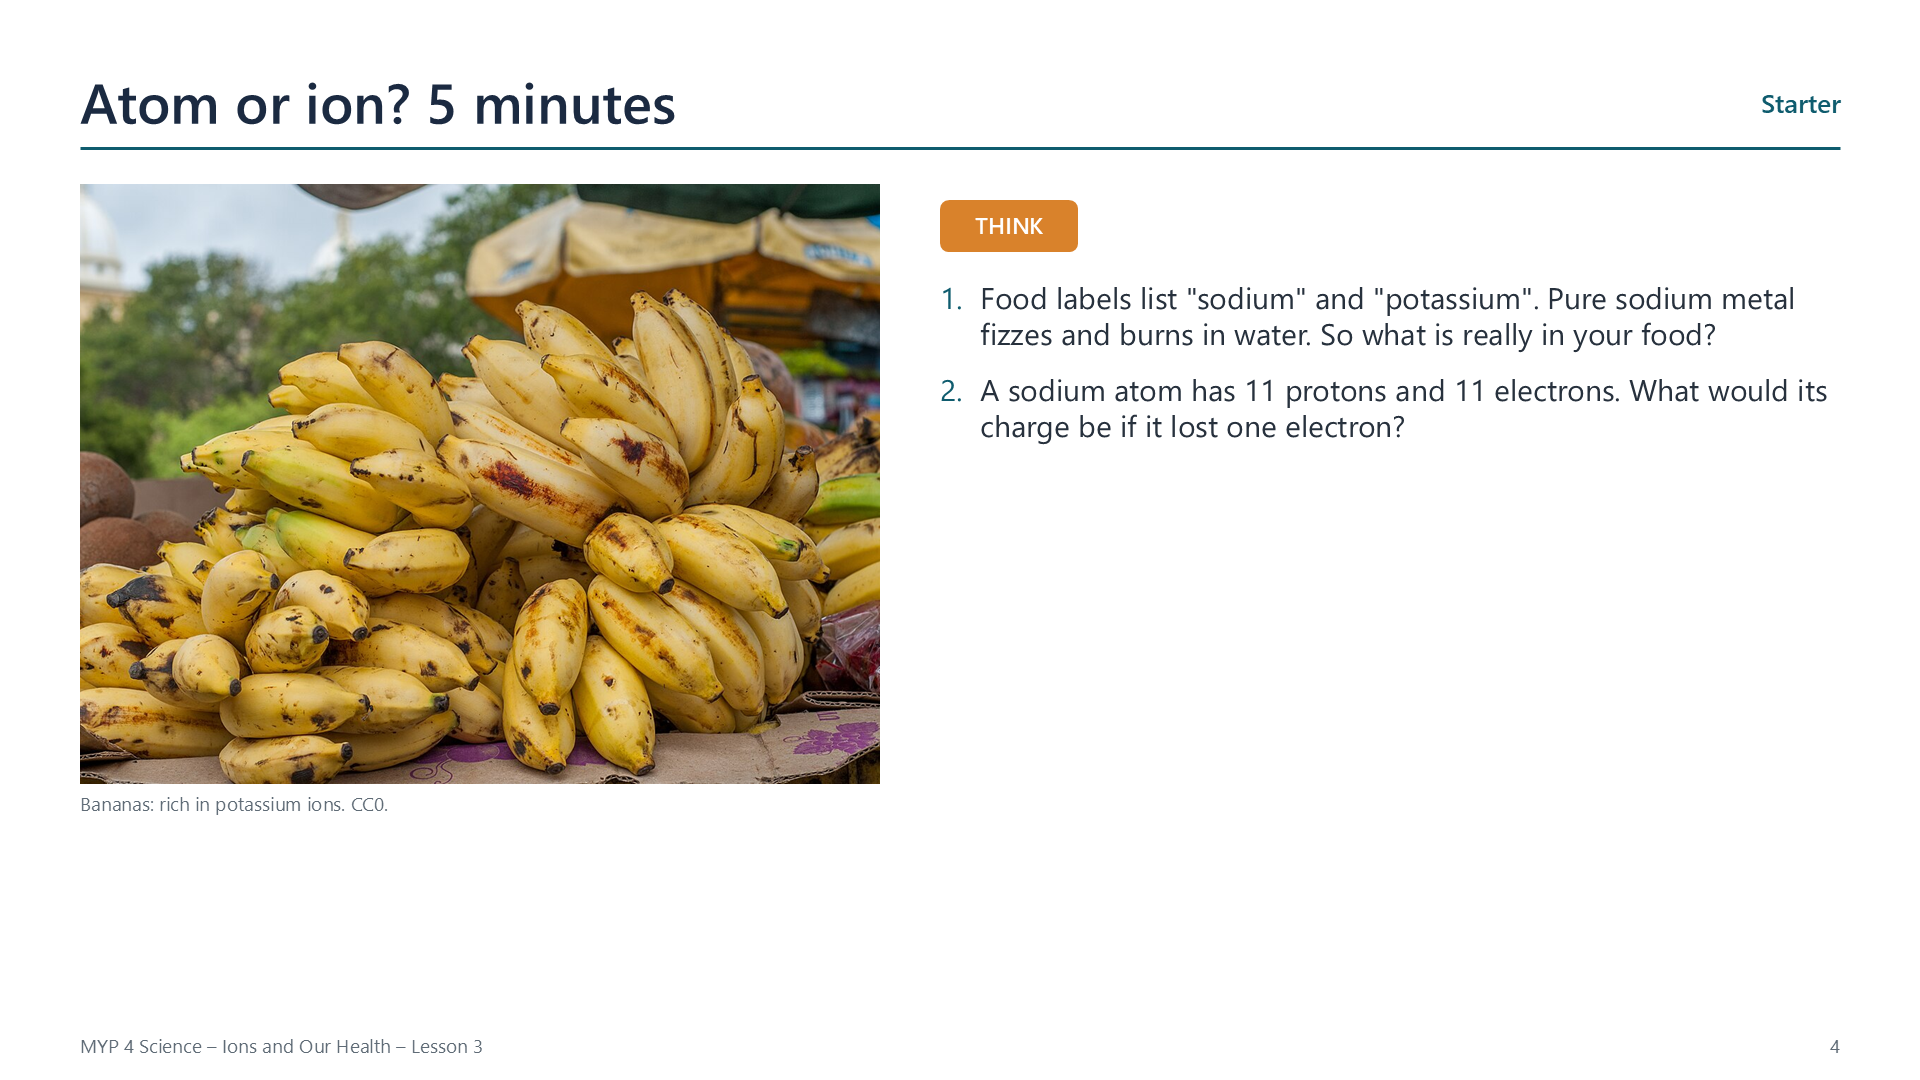 Atom or ion? 5 minutes
Starter
THINK
1. Food labels list "sodium" and "potassium". Pure sodium metal
fizzes and burns in water. So what is really in your food?
2. A sodium atom has 11 protons and 11 electrons. What would its
charge be if it lost one electron?
Bananas: rich in potassium ions. CC0.
MYP 4 Science – Ions and Our Health – Lesson 3
4